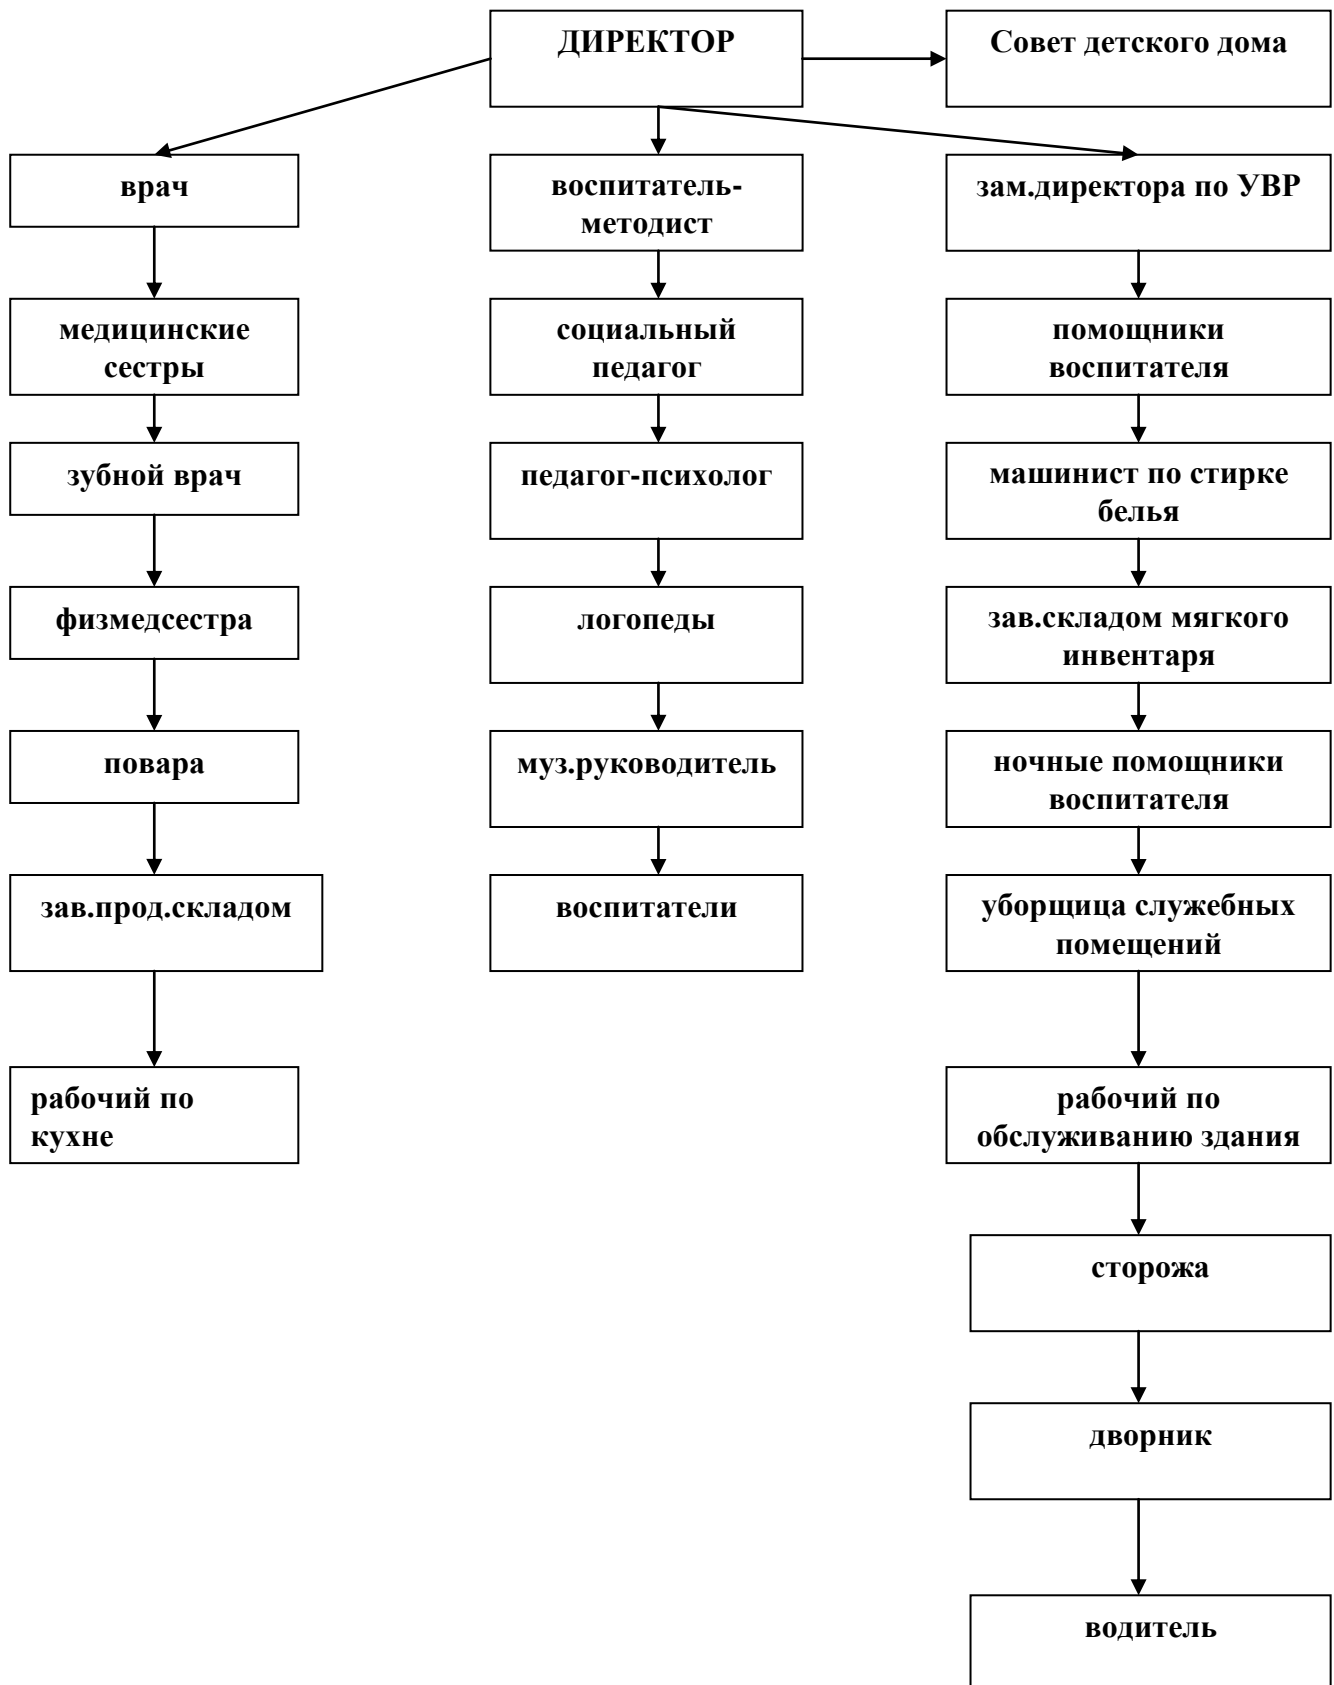 ДИРЕКТОР
Совет детского дома
врач
воспитатель-
методист
зам.директора по УВР
медицинские
сестры
социальный
педагог
помощники
воспитателя
зубной врач
педагог-психолог
машинист по стирке
белья
физмедсестра
логопеды
зав.складом мягкого
инвентаря
повара
муз.руководитель
ночные помощники
воспитателя
зав.прод.складом
воспитатели
уборщица служебных
помещений
рабочий по
кухне
рабочий по
обслуживанию здания
сторожа
дворник
водитель